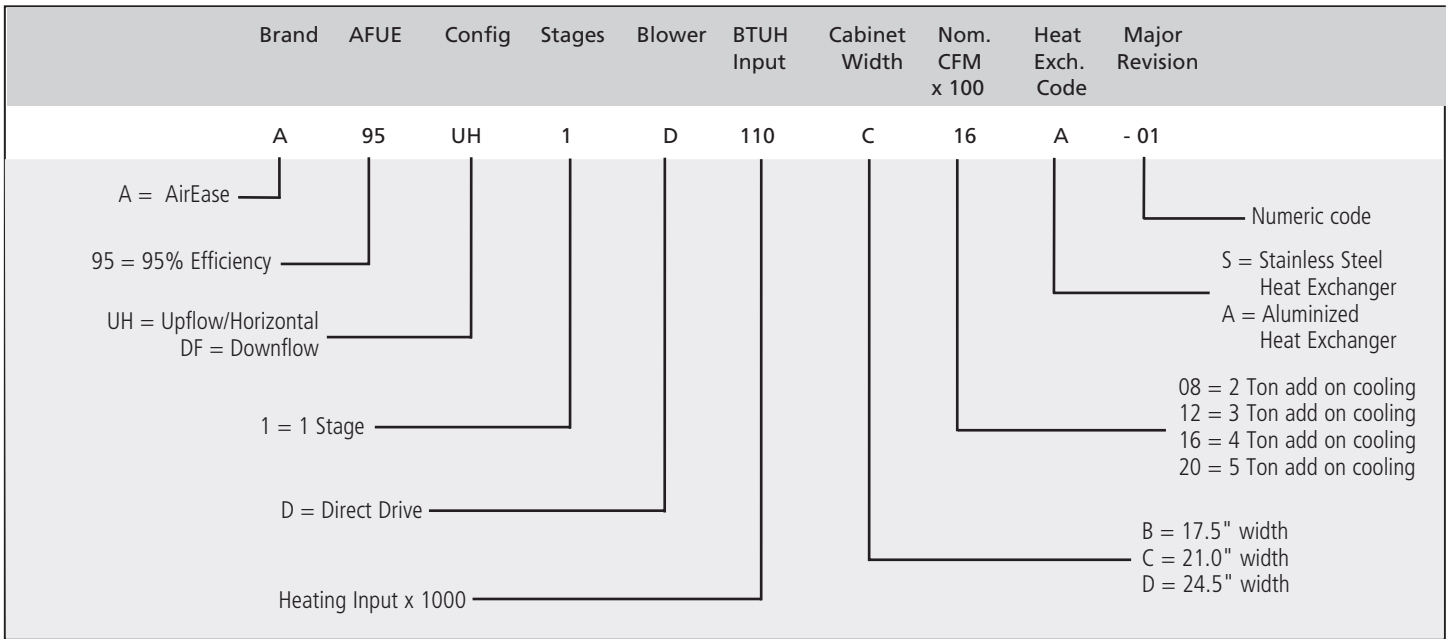 Brand AFUE Config Stages Blower BTUH Cabinet Nom. Heat Major
Input Width CFM Exch. Revision
x 100 Code
A 95 UH 1 D 110 C 16 A - 01
A = AirEase
Numeric code
95 = 95% Efficiency
S = Stainless Steel
Heat Exchanger
A = Aluminized
Heat Exchanger
UH = Upflow/Horizontal
DF = Downflow
08 = 2 Ton add on cooling
12 = 3 Ton add on cooling
16 = 4 Ton add on cooling
20 = 5 Ton add on cooling
1 = 1 Stage
D = Direct Drive
B = 17.5" width
C = 21.0" width
D = 24.5" width
Heating Input x 1000